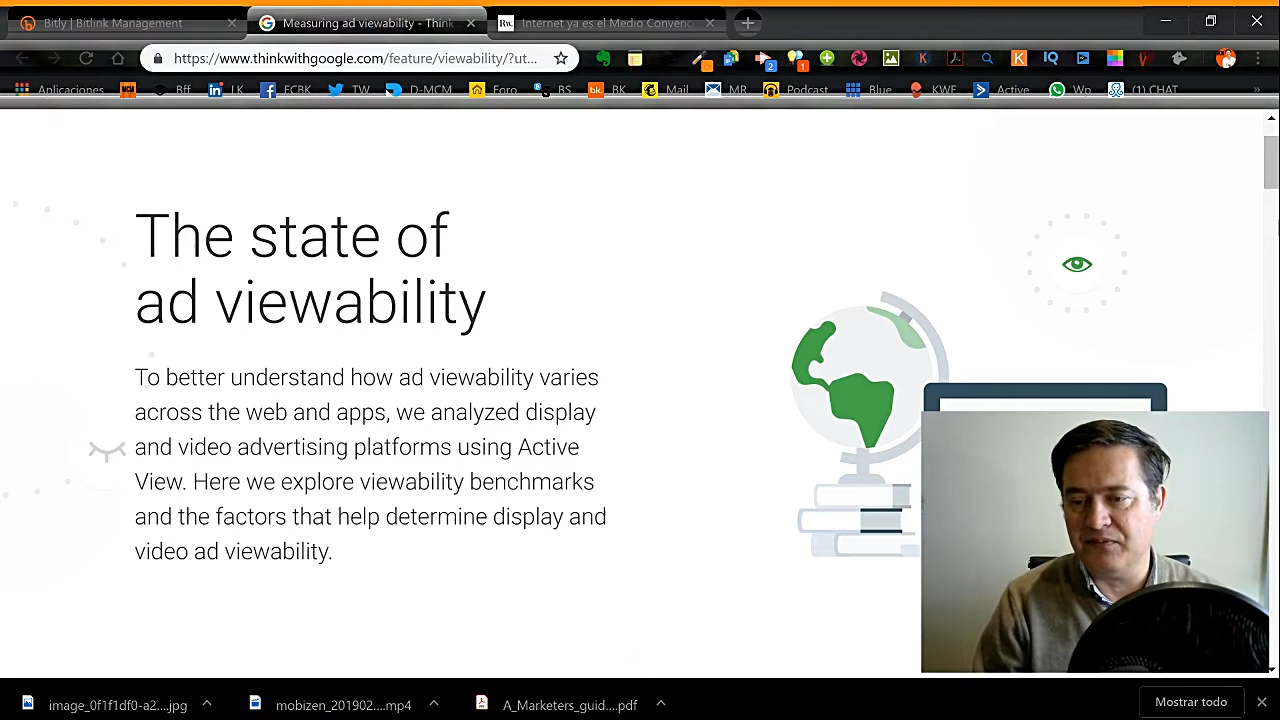 Bitly | Bitlink Management
Measuring ad viewability - Think
Internet ya es el Medio Convenc
https://www.thinkwithgoogle.com/feature/viewability/?ut...
Aplicaciones Bff LK FCBK TW D-MCM Foro BS BK Mail MR Podcast Blue KWF Active Wp (1) CHAT »
The state of
ad viewability
To better understand how ad viewability varies
across the web and apps, we analyzed display
and video advertising platforms using Active
View. Here we explore viewability benchmarks
and the factors that help determine display and
video ad viewability.
image_0f1f1df0-a2....jpg
mobizen_201902....mp4
A_Marketers_guid....pdf
Mostrar todo